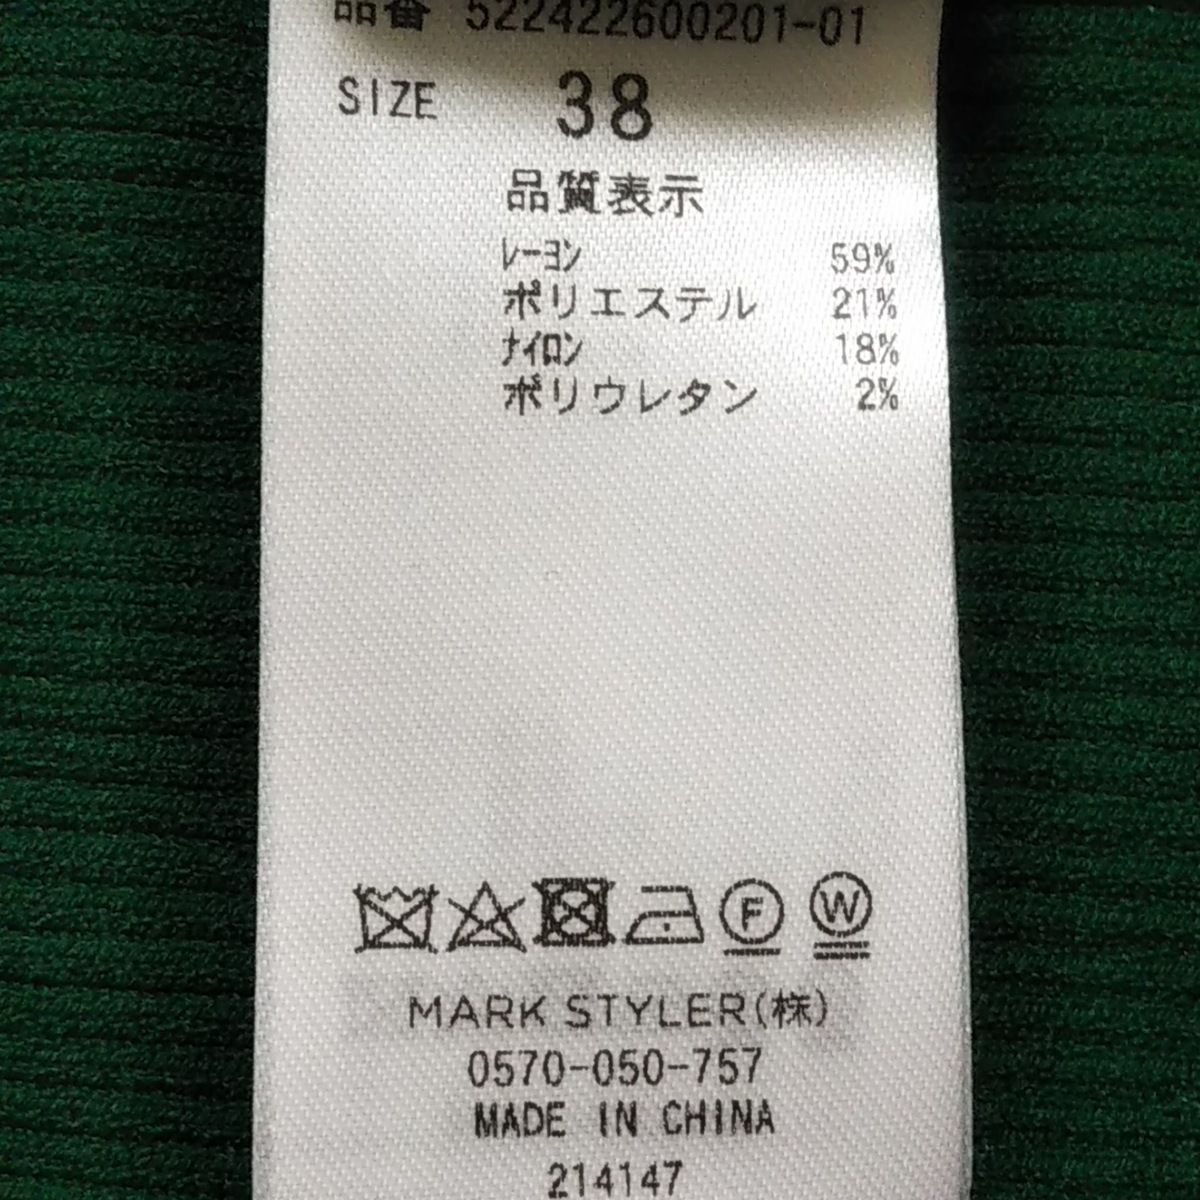 品番 522422600201-01
SIZE 38
品質表示
レーヨン 59%
ポリエステル 21%
ナイロン 18%
ポリウレタン 2%
F W
MARK STYLER(株)
0570-050-757
MADE IN CHINA
214147